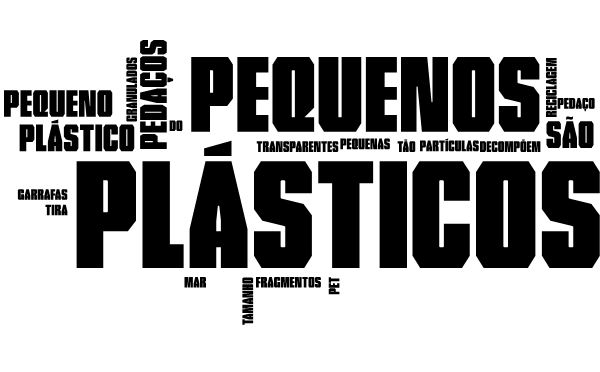 PEQUENOS
PLÁSTICOS
PEQUENO
PLÁSTICO
GRANULADOS
PEDAÇOS
DO
RECICLAGEM
PEDAÇO
SÃO
TRANSPARENTES
PEQUENAS
TÃO
PARTÍCULAS
DECOMPÕEM
GARRAFAS
TIRA
MAR
TAMANHO
FRAGMENTOS
PET